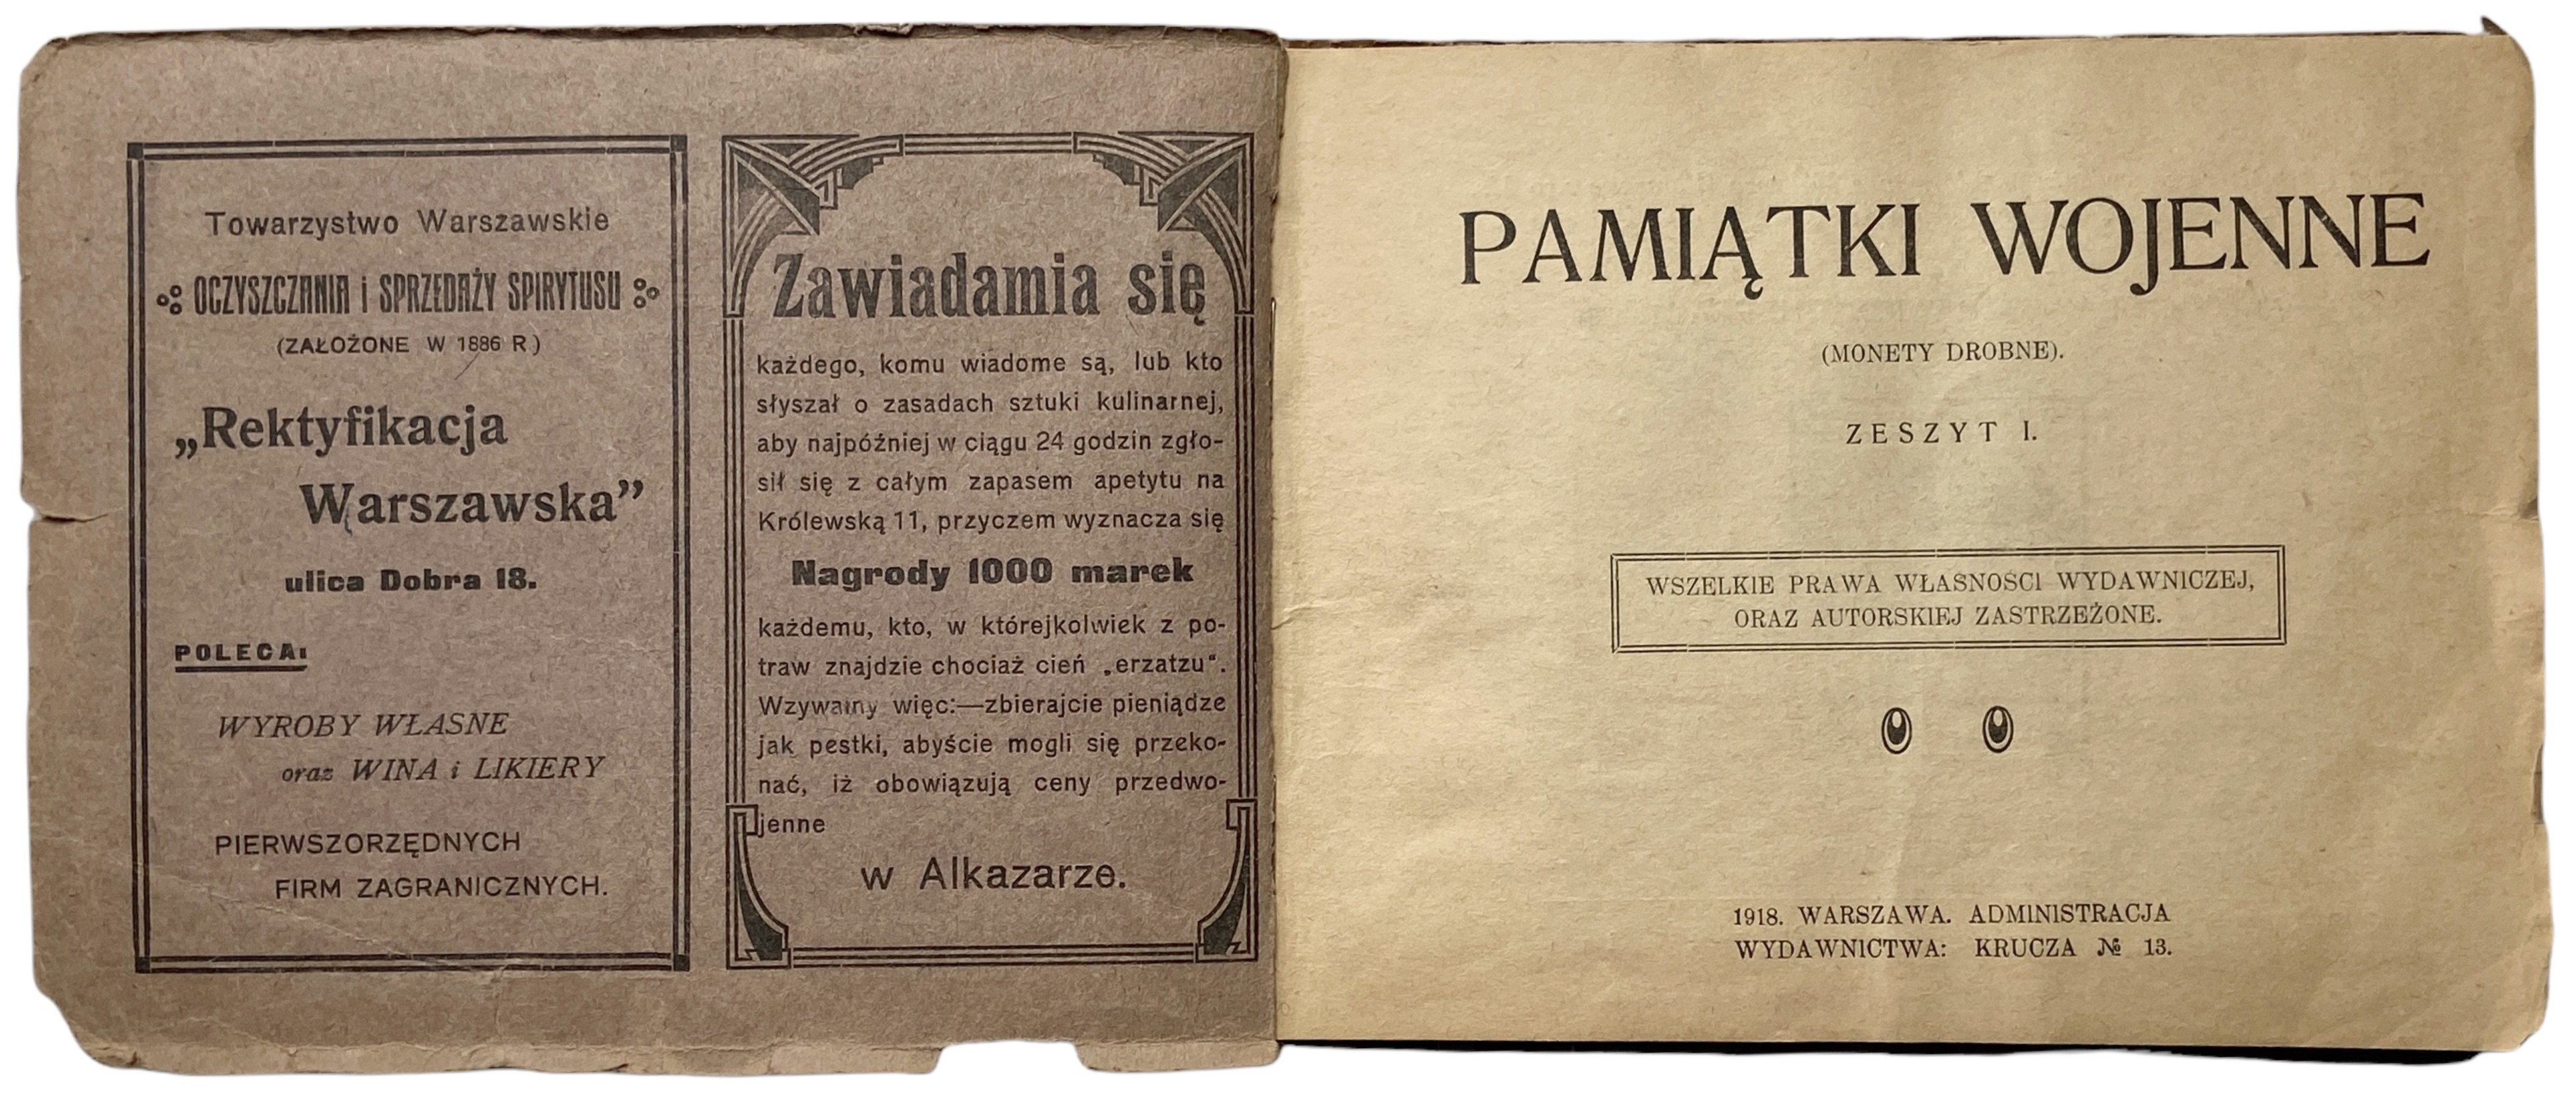 Towarzystwo Warszawskie
OCZYSZCZANIA i SPRZEDAŻY SPIRYTUSU
(ZAŁOŻONE W 1886 R)
„Rektyfikacja
Warszawska”
ulica Dobra 18.
POLECA:
WYROBY WŁASNE
oraz WINA i LIKIERY
PIERWSZORZĘDNYCH
FIRM ZAGRANICZNYCH.
Zawiadamia się
każdego, komu wiadome są, lub kto
słyszał o zasadach sztuki kulinarnej,
aby najpóźniej w ciągu 24 godzin zgło-
sił się z całym zapasem apetytu na
Królewską 11, przyczem wyznacza się
Nagrody 1000 marek
każdemu, kto, w którejkolwiek z po-
traw znajdzie chociaż cień „erzatzu“.
Wzywamy więc:—zbierajcie pieniądze
jak pestki, abyście mogli się przeko-
nać, iż obowiązują ceny przedwo-
jenne
w Alkazarze.
PAMIĄTKI WOJENNE
(MONETY DROBNE).
ZESZYT I.
WSZELKIE PRAWA WŁASNOŚCI WYDAWNICZEJ,
ORAZ AUTORSKIEJ ZASTRZEŻONE.
1918. WARSZAWA. ADMINISTRACJA
WYDAWNICTWA: KRUCZA № 13.